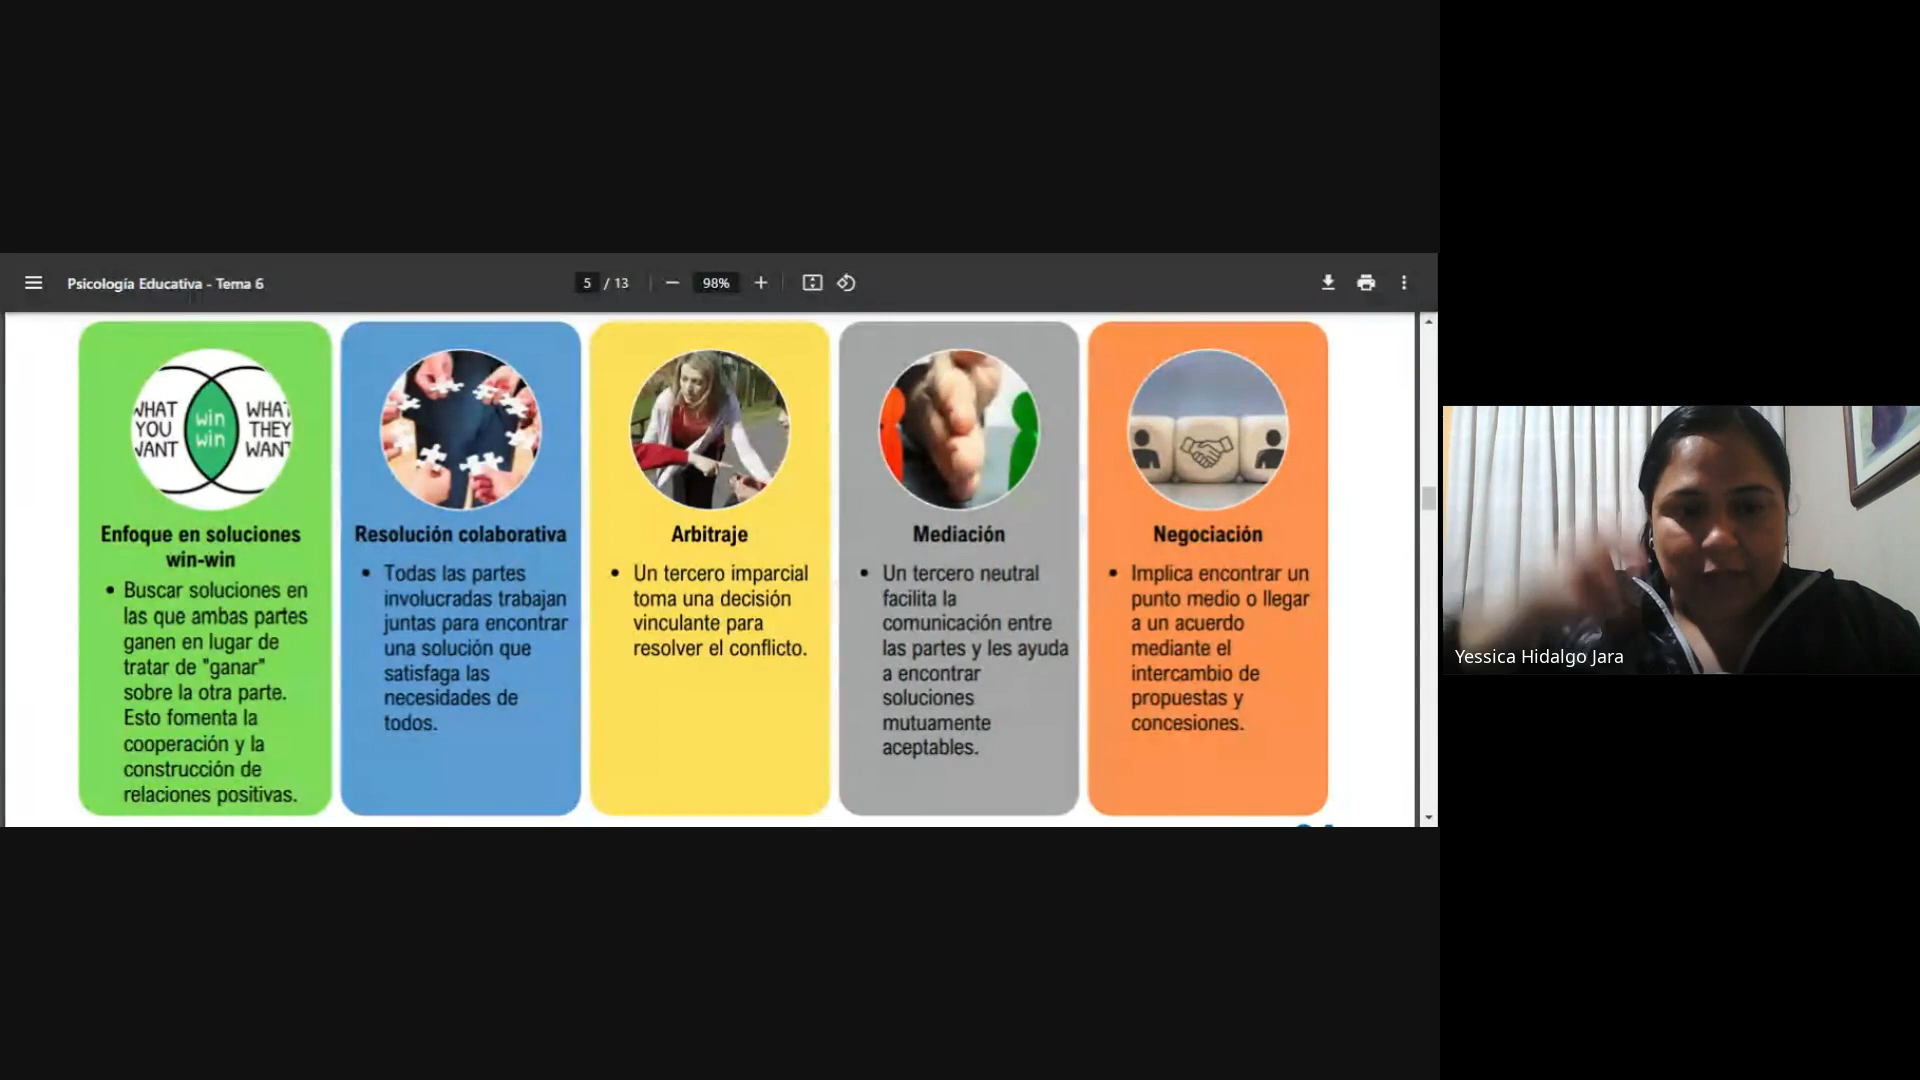 Psicología Educativa - Tema 6
5 / 13
98%
WHAT YOU WANT
win win
WHAT THEY WANT
Enfoque en soluciones
win-win
• Buscar soluciones en
las que ambas partes
ganen en lugar de
tratar de "ganar"
sobre la otra parte.
Esto fomenta la
cooperación y la
construcción de
relaciones positivas.
Resolución colaborativa
• Todas las partes
involucradas trabajan
juntas para encontrar
una solución que
satisfaga las
necesidades de
todos.
Arbitraje
• Un tercero imparcial
toma una decisión
vinculante para
resolver el conflicto.
Mediación
• Un tercero neutral
facilita la
comunicación entre
las partes y les ayuda
a encontrar
soluciones
mutuamente
aceptables.
Negociación
• Implica encontrar un
punto medio o llegar
a un acuerdo
mediante el
intercambio de
propuestas y
concesiones.
Yessica Hidalgo Jara